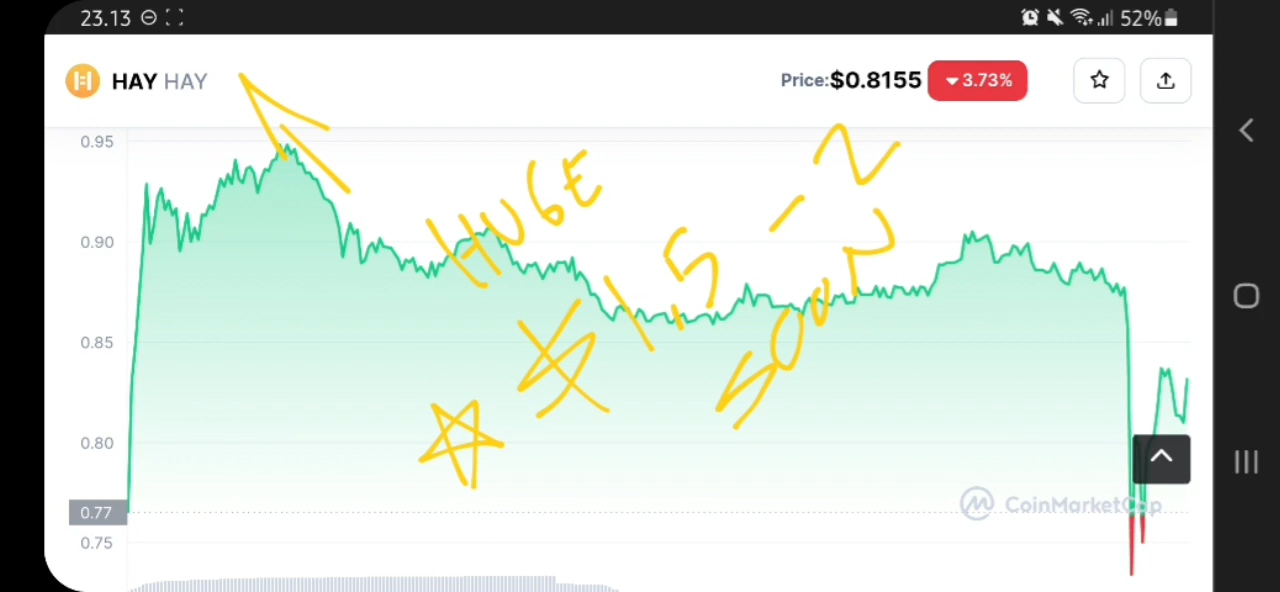 23.13
52%
HAY HAY
Price:$0.8155 3.73%
0.95
0.90
0.85
0.80
0.77
0.75
HUGE
$1,5 - 2
SOON
CoinMarketCap